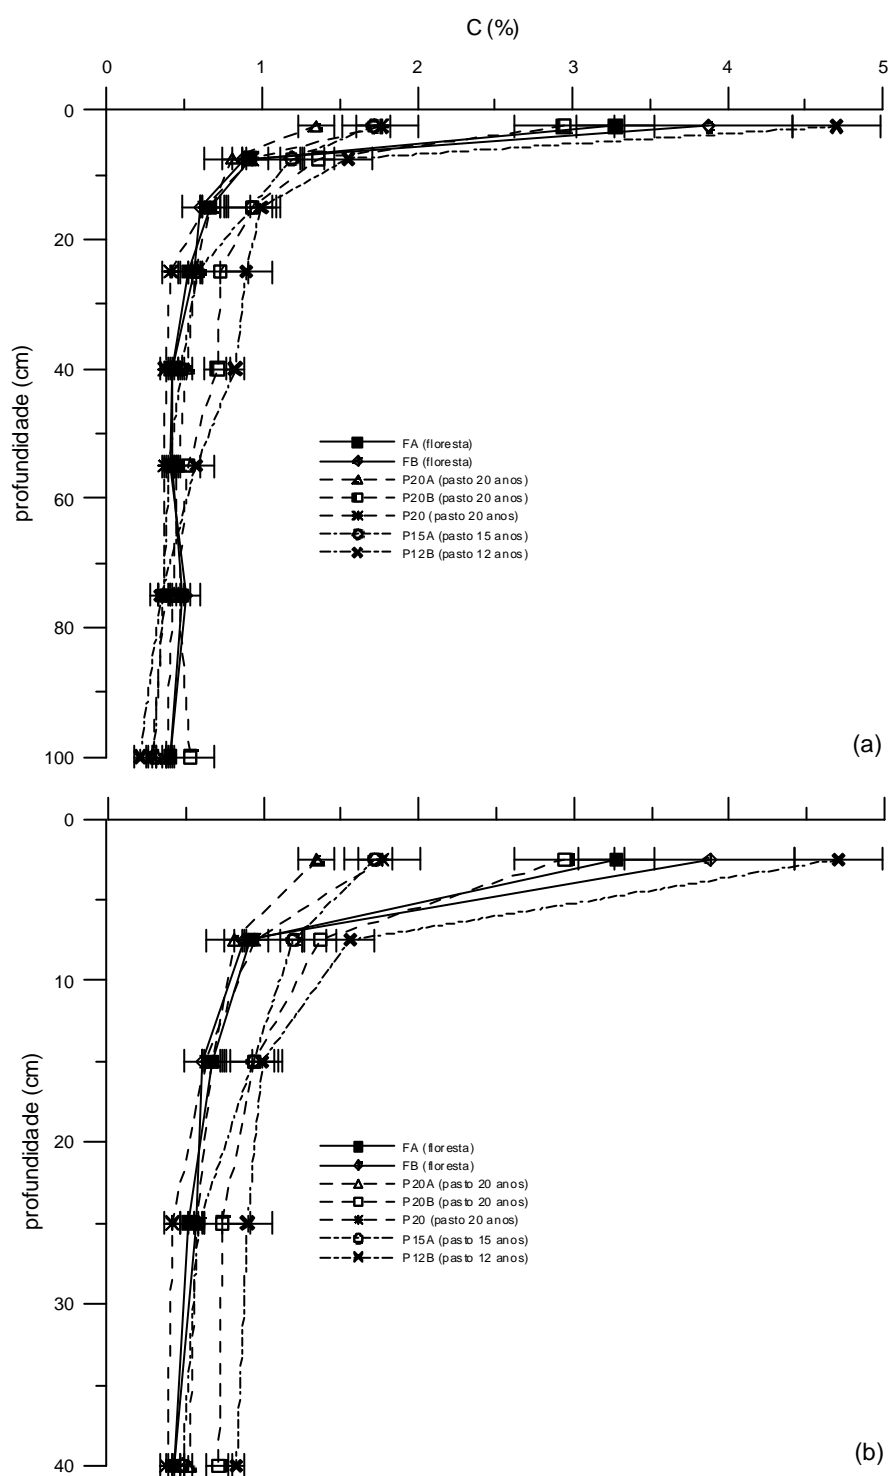 C (%)
0 1 2 3 4 5
0
20
40
60
80
100
profundidade (cm)
FA (floresta)
FB (floresta)
P20A (pasto 20 anos)
P20B (pasto 20 anos)
P20 (pasto 20 anos)
P15A (pasto 15 anos)
P12B (pasto 12 anos)
(a)
0
10
20
30
40
profundidade (cm)
FA (floresta)
FB (floresta)
P20A (pasto 20 anos)
P20B (pasto 20 anos)
P20 (pasto 20 anos)
P15A (pasto 15 anos)
P12B (pasto 12 anos)
(b)